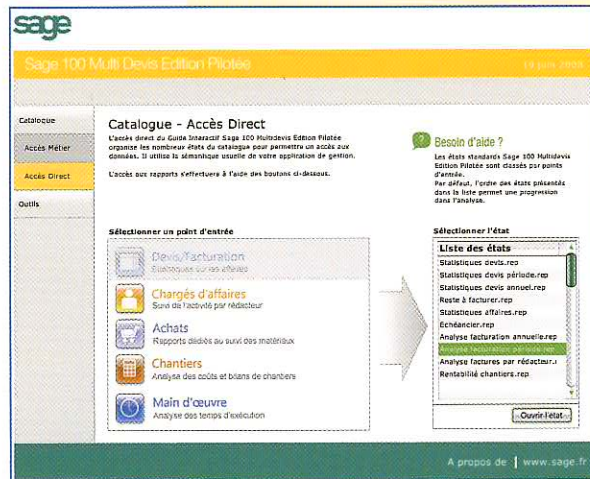 sage
Sage 100 Multi Devis Edition Pilotée
19 juin 2008
Catalogue
Accès Métier
Accès Direct
Outils
Catalogue - Accès Direct
L'accès direct du Guide Interactif Sage 100 Multidevis Edition Pilotée
organise les nombreux états du catalogue pour permettre un accès aux
données. Il utilise la sémantique usuelle de votre application de gestion.
L'accès aux rapports s'effectuera à l'aide des boutons ci-dessous.
Besoin d'aide ?
Les états standards Sage 100 Multidevis
Edition Pilotée sont classés par points
d'entrée.
Par défaut, l'ordre des états présentés
dans la liste permet une progression
dans l'analyse.
Sélectionner un point d'entrée
Devis/Facturation
Statistiques sur les affaires
Chargés d'affaires
Suivi de l'activité par rédacteur
Achats
Rapports dédiés au suivi des matériaux
Chantiers
Analyse des coûts et bilans de chantiers
Main d'œuvre
Analyse des temps d'exécution
Sélectionner l'état
Liste des états
Statistiques devis.rep
Statistiques devis période.rep
Statistiques devis annuel.rep
Reste à facturer.rep
Statistiques affaires.rep
Echéancier.rep
Analyse facturation annuelle.rep
Analyse facturation période.rep
Analyse factures par rédacteur.r
Rentabilité chantiers.rep
Ouvrir l'état
A propos de | www.sage.fr